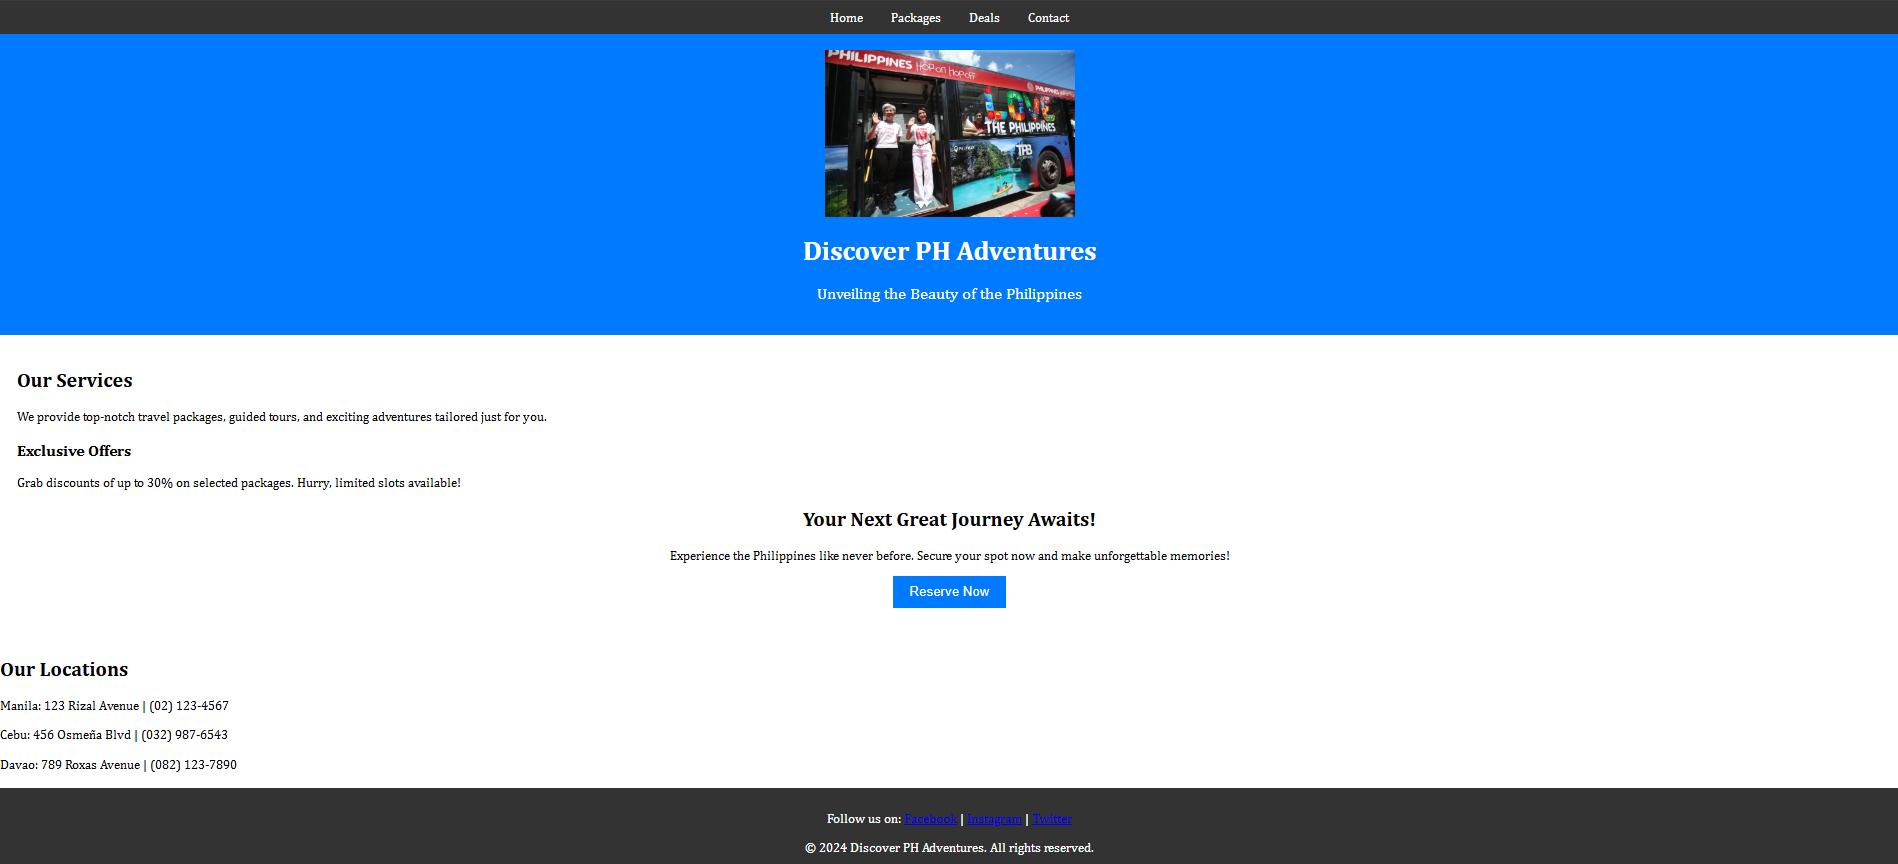 Home Packages Deals Contact
PHILIPPINES HOP on HOP off
PHILIPPINES
LOVE
THE PHILIPPINES
TPB
Discover PH Adventures
Unveiling the Beauty of the Philippines
Our Services
We provide top-notch travel packages, guided tours, and exciting adventures tailored just for you.
Exclusive Offers
Grab discounts of up to 30% on selected packages. Hurry, limited slots available!
Your Next Great Journey Awaits!
Experience the Philippines like never before. Secure your spot now and make unforgettable memories!
Reserve Now
Our Locations
Manila: 123 Rizal Avenue | (02) 123-4567
Cebu: 456 Osmeña Blvd | (032) 987-6543
Davao: 789 Roxas Avenue | (082) 123-7890
Follow us on: Facebook | Instagram | Twitter
© 2024 Discover PH Adventures. All rights reserved.